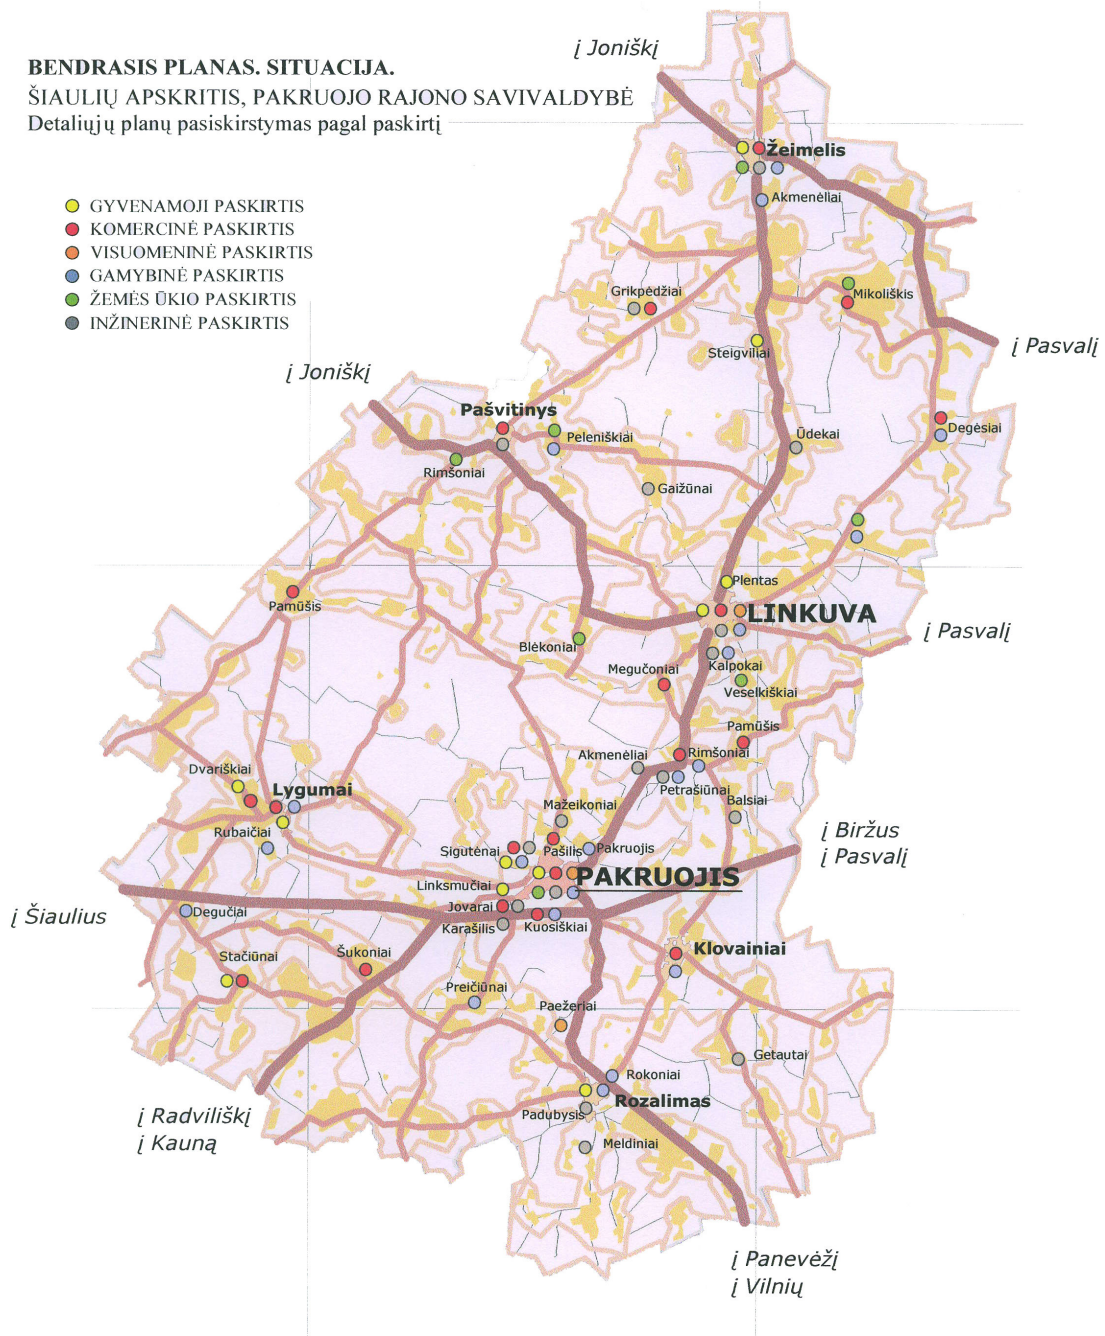 BENDRASIS PLANAS. SITUACIJA.
ŠIAULIŲ APSKRITIS, PAKRUOJO RAJONO SAVIVALDYBĖ
Detaliųjų planų pasiskirstymas pagal paskirtį
GYVENAMOJI PASKIRTIS
KOMERCINĖ PASKIRTIS
VISUOMENINĖ PASKIRTIS
GAMYBINĖ PASKIRTIS
ŽEMĖS ŪKIO PASKIRTIS
INŽINERINĖ PASKIRTIS
į Joniškį
Žeimelis
Akmenėliai
Grikpėdžiai
Mikoliškis
Steigviliai
į Pasvalį
į Joniškį
Pašvitinys
Peleniškiai
Ūdekai
Degėsiai
Rimšoniai
Gaižūnai
Plentas
Pamūšis
LINKUVA
į Pasvalį
Blėkoniai
Kalpokai
Megučoniai
Veselkiškiai
Pamūšis
Akmenėliai
Rimšoniai
Dvariškiai
Petrašiūnai
Lygumai
Balsiai
Mažeikoniai
Rubaičiai
į Biržus
į Pasvalį
Sigutėnai
Pašilis
Pakruojis
PAKRUOJIS
Linksmučiai
Jovarai
į Šiaulius
Degučiai
Karašilis
Kuosiškiai
Klovainiai
Stačiūnai
Šukoniai
Preičiūnai
Paežeriai
Getautai
Rokoniai
Rozalimas
Padubysis
į Radviliškį
į Kauną
Meldiniai
į Panevėžį
į Vilnių